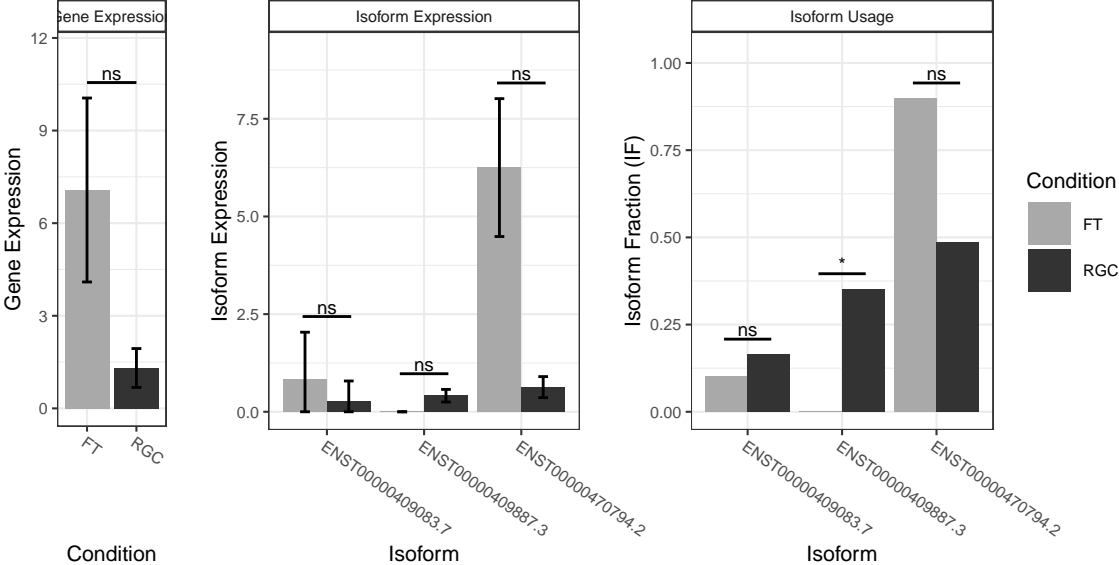 Gene Expression
Isoform Expression
Isoform Usage
Gene Expression
12
9
6
3
0
ns
FT
RGC
Condition
Isoform Expression
7.5
5.0
2.5
0.0
ns
ns
ns
ENST00000409083.7
ENST00000409887.3
ENST00000470794.2
Isoform
Isoform Fraction (IF)
1.00
0.75
0.50
0.25
0.00
ns
*
ns
ENST00000409083.7
ENST00000409887.3
ENST00000470794.2
Isoform
Condition
FT
RGC